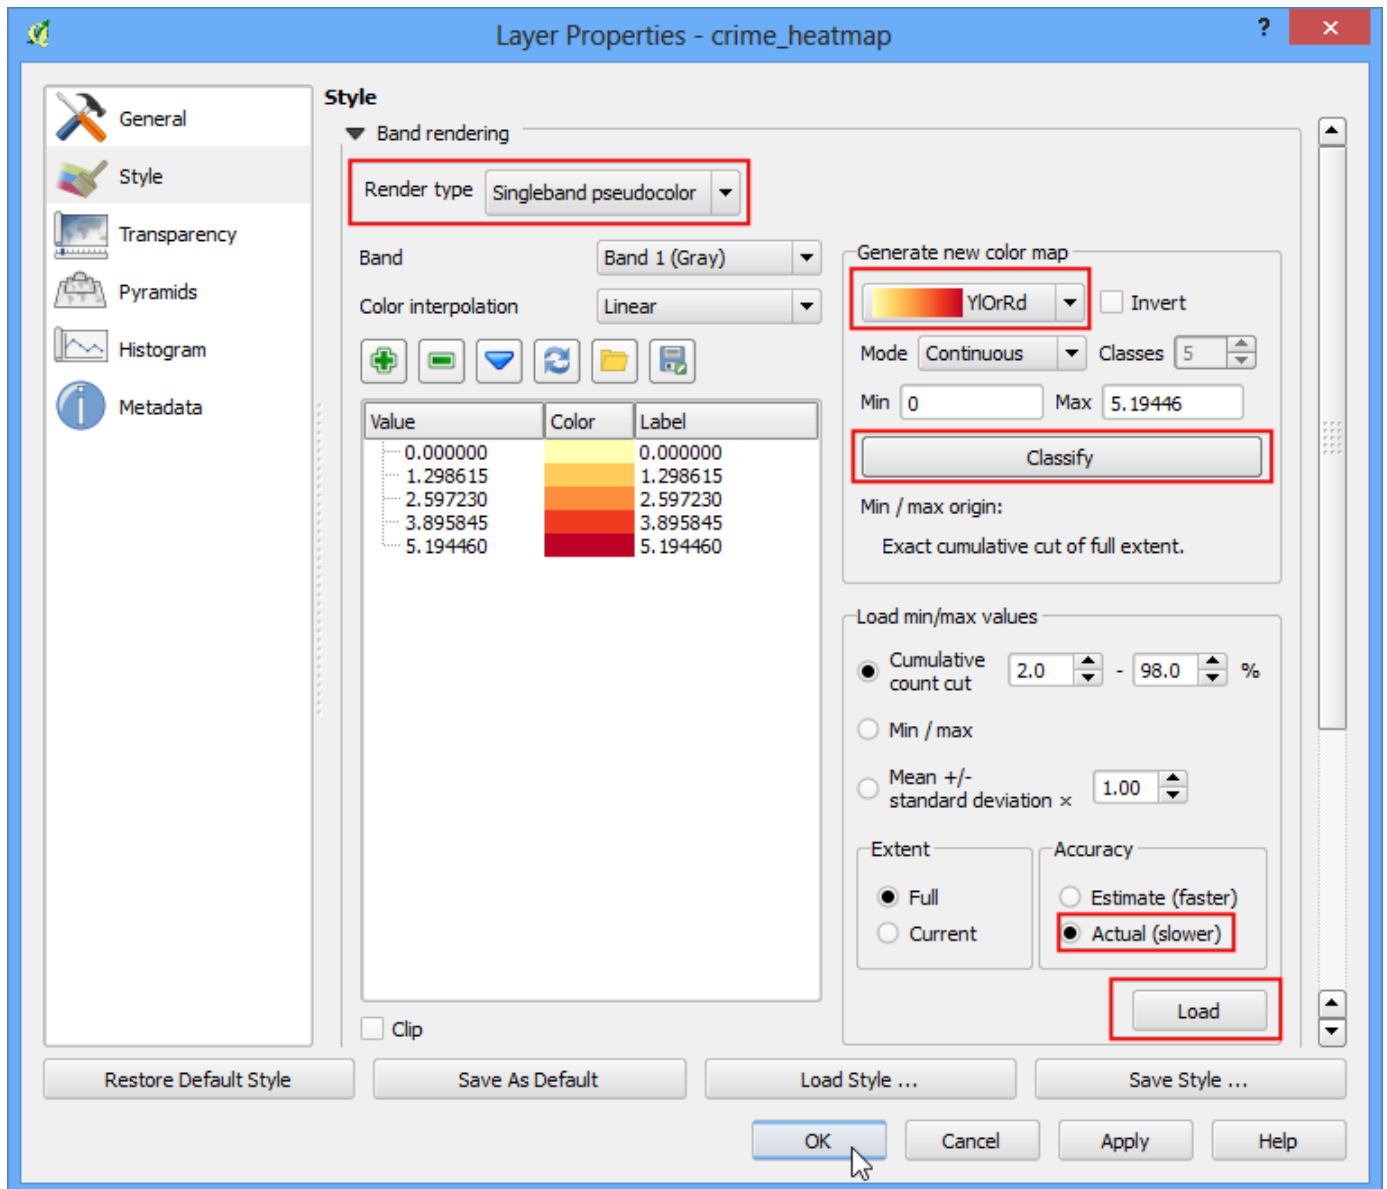 Layer Properties - crime_heatmap
?
General
Style
Transparency
Pyramids
Histogram
Metadata
Style
Band rendering
Render type Singleband pseudocolor
Band Band 1 (Gray)
Color interpolation Linear
Value Color Label
0.000000 0.000000
1.298615 1.298615
2.597230 2.597230
3.895845 3.895845
5.194460 5.194460
Clip
Generate new color map
YlOrRd Invert
Mode Continuous Classes 5
Min 0 Max 5.19446
Classify
Min / max origin:
Exact cumulative cut of full extent.
Load min/max values
Cumulative
count cut 2.0 - 98.0 %
Min / max
Mean +/-
standard deviation × 1.00
Extent
Full
Current
Accuracy
Estimate (faster)
Actual (slower)
Load
Restore Default Style Save As Default Load Style ... Save Style ...
OK Cancel Apply Help